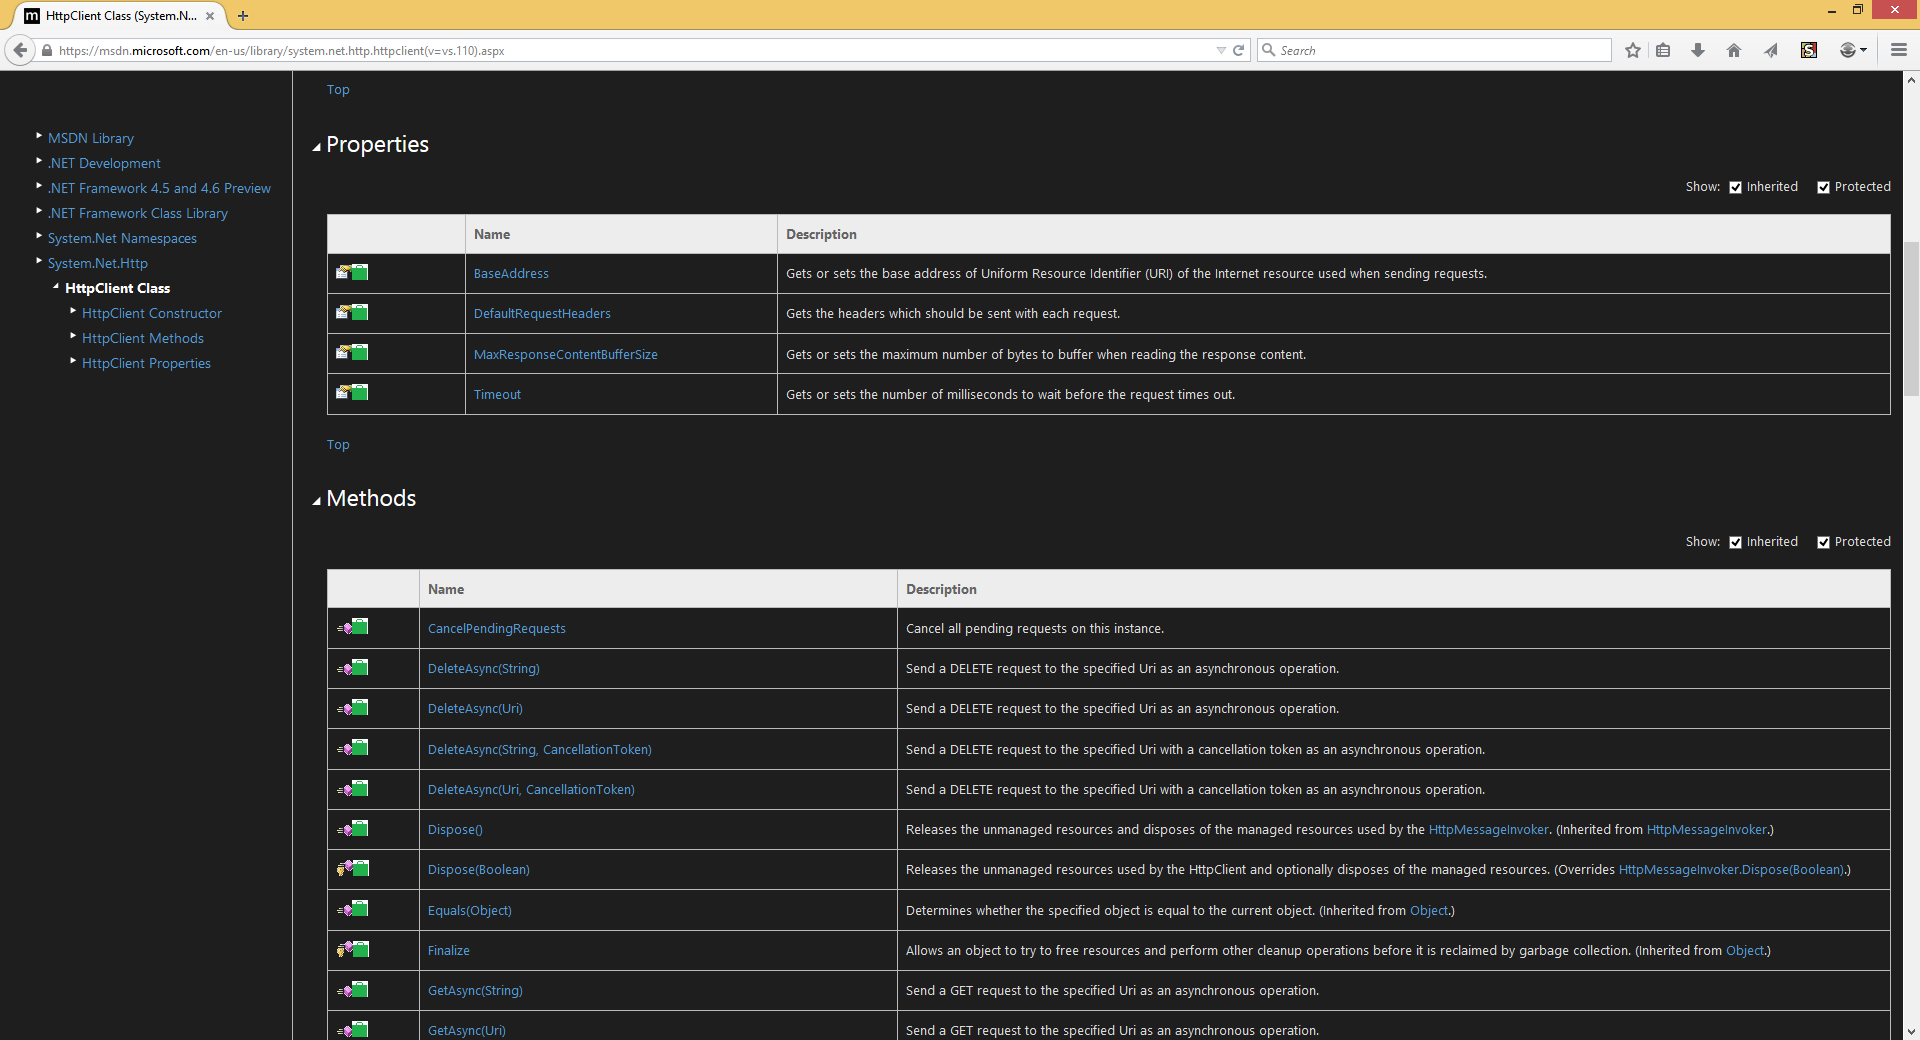 HttpClient Class (System.N...
https://msdn.microsoft.com/en-us/library/system.net.http.httpclient(v=vs.110).aspx
Search
MSDN Library
.NET Development
.NET Framework 4.5 and 4.6 Preview
.NET Framework Class Library
System.Net Namespaces
System.Net.Http
HttpClient Class
HttpClient Constructor
HttpClient Methods
HttpClient Properties
Top
Properties
Show: Inherited Protected
Name Description
BaseAddress Gets or sets the base address of Uniform Resource Identifier (URI) of the Internet resource used when sending requests.
DefaultRequestHeaders Gets the headers which should be sent with each request.
MaxResponseContentBufferSize Gets or sets the maximum number of bytes to buffer when reading the response content.
Timeout Gets or sets the number of milliseconds to wait before the request times out.
Top
Methods
Show: Inherited Protected
Name Description
CancelPendingRequests Cancel all pending requests on this instance.
DeleteAsync(String) Send a DELETE request to the specified Uri as an asynchronous operation.
DeleteAsync(Uri) Send a DELETE request to the specified Uri as an asynchronous operation.
DeleteAsync(String, CancellationToken) Send a DELETE request to the specified Uri with a cancellation token as an asynchronous operation.
DeleteAsync(Uri, CancellationToken) Send a DELETE request to the specified Uri with a cancellation token as an asynchronous operation.
Dispose() Releases the unmanaged resources and disposes of the managed resources used by the HttpMessageInvoker. (Inherited from HttpMessageInvoker.)
Dispose(Boolean) Releases the unmanaged resources used by the HttpClient and optionally disposes of the managed resources. (Overrides HttpMessageInvoker.Dispose(Boolean).)
Equals(Object) Determines whether the specified object is equal to the current object. (Inherited from Object.)
Finalize Allows an object to try to free resources and perform other cleanup operations before it is reclaimed by garbage collection. (Inherited from Object.)
GetAsync(String) Send a GET request to the specified Uri as an asynchronous operation.
GetAsync(Uri) Send a GET request to the specified Uri as an asynchronous operation.